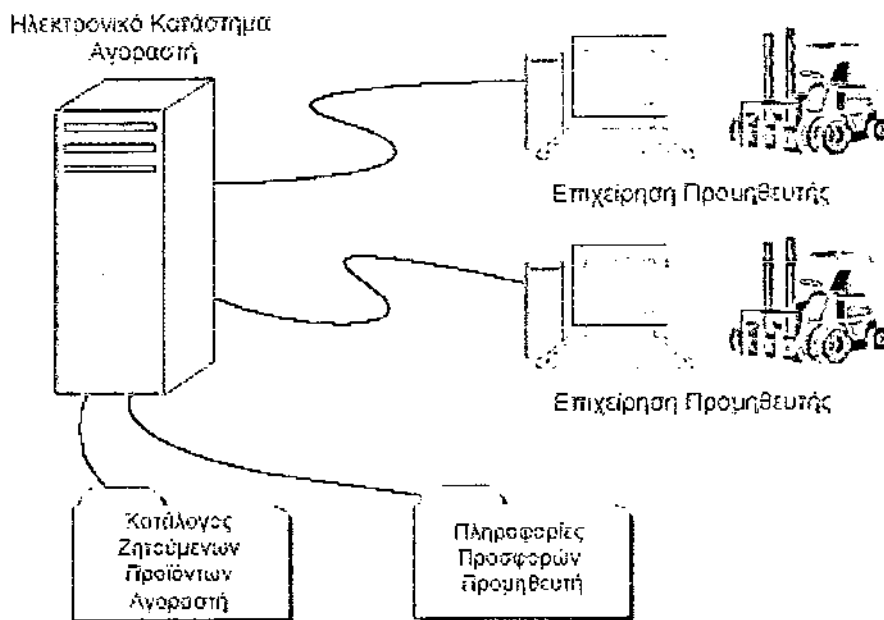 Ηλεκτρονικό Κατάστημα
Αγοραστή
Επιχείρηση Προμηθευτής
Επιχείρηση Προμηθευτής
Κατάλογος
Ζητούμενων
Προϊόντων
Αγοραστή
Πληροφορίες
Προσφορών
Προμηθευτή